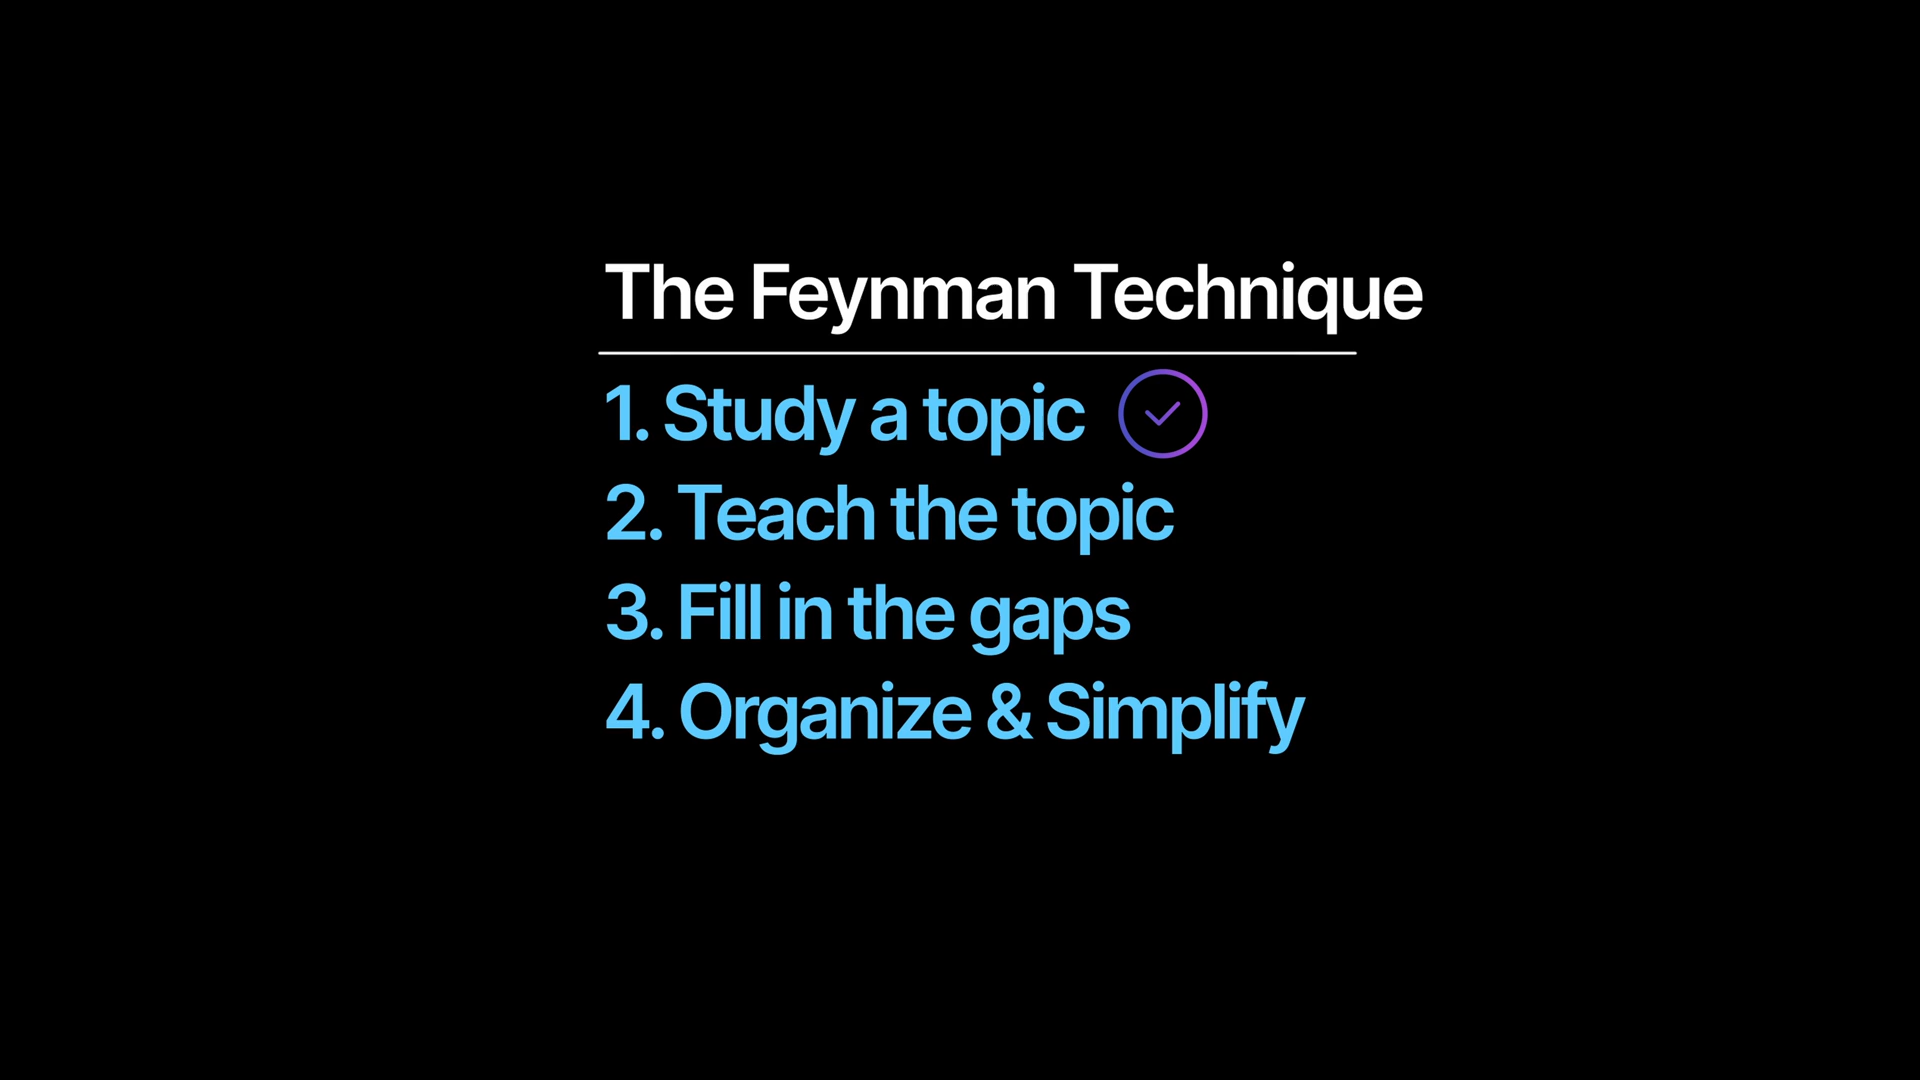 The Feynman Technique
1. Study a topic
2. Teach the topic
3. Fill in the gaps
4. Organize & Simplify